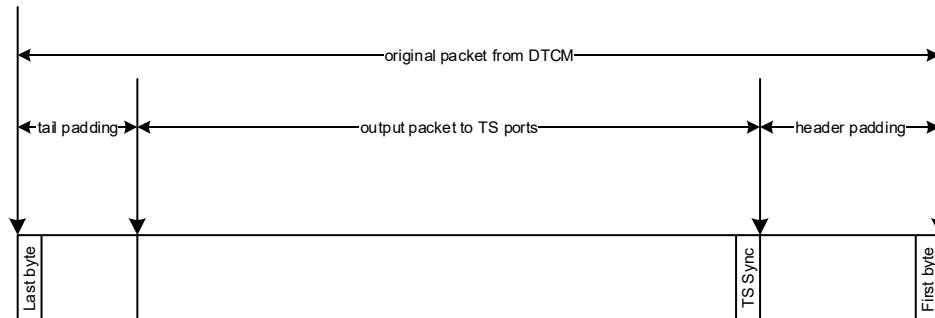 original packet from DTCM
tail padding
output packet to TS ports
header padding
Last byte
TS Sync
First byte